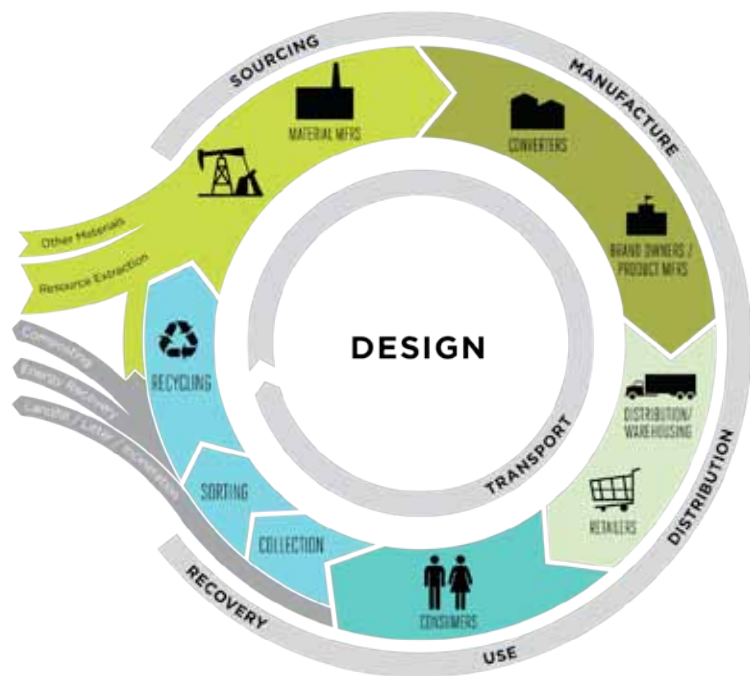 SOURCING
MANUFACTURE
MATERIAL MFRS
CONVERTERS
BRAND OWNERS /
PRODUCT MFRS
Other Materials
Resource Extraction
Composting
Energy Recovery
Landfill / Litter / Incineration
RECYCLING
DESIGN
TRANSPORT
DISTRIBUTION/
WAREHOUSING
RETAILERS
DISTRIBUTION
SORTING
COLLECTION
CONSUMERS
RECOVERY
USE